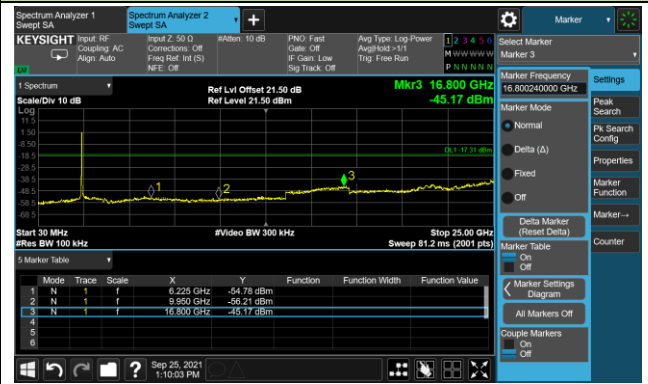 Spectrum Analyzer 1
Swept SA
Spectrum Analyzer 2
Swept SA
Marker
KEYSIGHT
Input: RF
Coupling: AC
Align: Auto
Input Z: 50 Ω
Corrections: Off
Freq Ref: Int (S)
NFE: Off
#Atten: 10 dB
PNO: Fast
Gate: Off
IF Gain: Low
Sig Track: Off
Avg Type: Log-Power
Avg|Hold:>1/1
Trig: Free Run
1 2 3 4 5 6
M W W W W W
P N N N N N
Select Marker
Marker 3
1 Spectrum
Scale/Div 10 dB
Log
Ref Lvl Offset 21.50 dB
Ref Level 21.50 dBm
Mkr3 16.800 GHz
-45.17 dBm
11.5
1.50
-8.50
-18.5
-28.5
-38.5
-48.5
-58.5
-68.5
DL1 -17.31 dBm
1
2
3
Start 30 MHz
#Res BW 100 kHz
#Video BW 300 kHz
Stop 25.00 GHz
Sweep 81.2 ms (2001 pts)
5 Marker Table
Mode Trace Scale X Y Function Function Width Function Value
1 N 1 f 6.225 GHz -54.78 dBm
2 N 1 f 9.950 GHz -56.21 dBm
3 N 1 f 16.800 GHz -45.17 dBm
4
5
6
Marker Frequency
16.800240000 GHz
Marker Mode
Normal
Delta (Δ)
Fixed
Off
Delta Marker
(Reset Delta)
Marker Table
On
Off
Marker Settings
Diagram
All Markers Off
Couple Markers
On
Off
Settings
Peak
Search
Pk Search
Config
Properties
Marker
Function
Marker→
Counter
?
Sep 25, 2021
1:10:03 PM